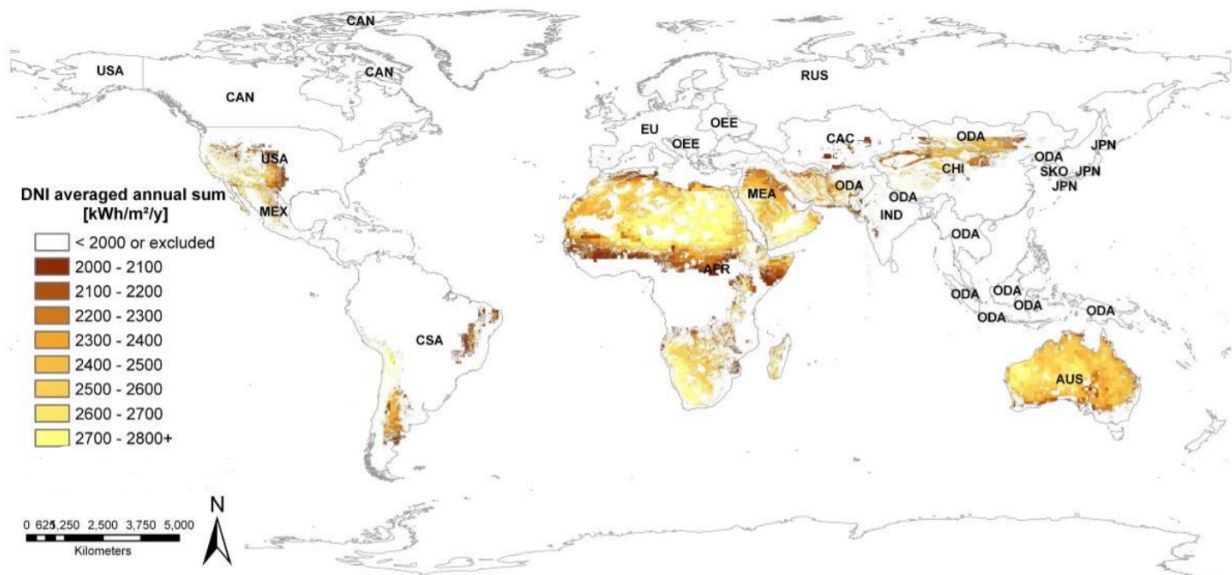 CAN
USA
CAN
CAN
RUS
EU
OEE
OEE
CAC
ODA
JPN
ODA
USA
CHI
SKO
JPN
JPN
MEX
MEA
ODA
ODA
IND
ODA
AFR
ODA
ODA
ODA
ODA
ODA
CSA
AUS
DNI averaged annual sum
[kWh/m²/y]
< 2000 or excluded
2000 - 2100
2100 - 2200
2200 - 2300
2300 - 2400
2400 - 2500
2500 - 2600
2600 - 2700
2700 - 2800+
0 625 1,250 2,500 3,750 5,000
Kilometers
N